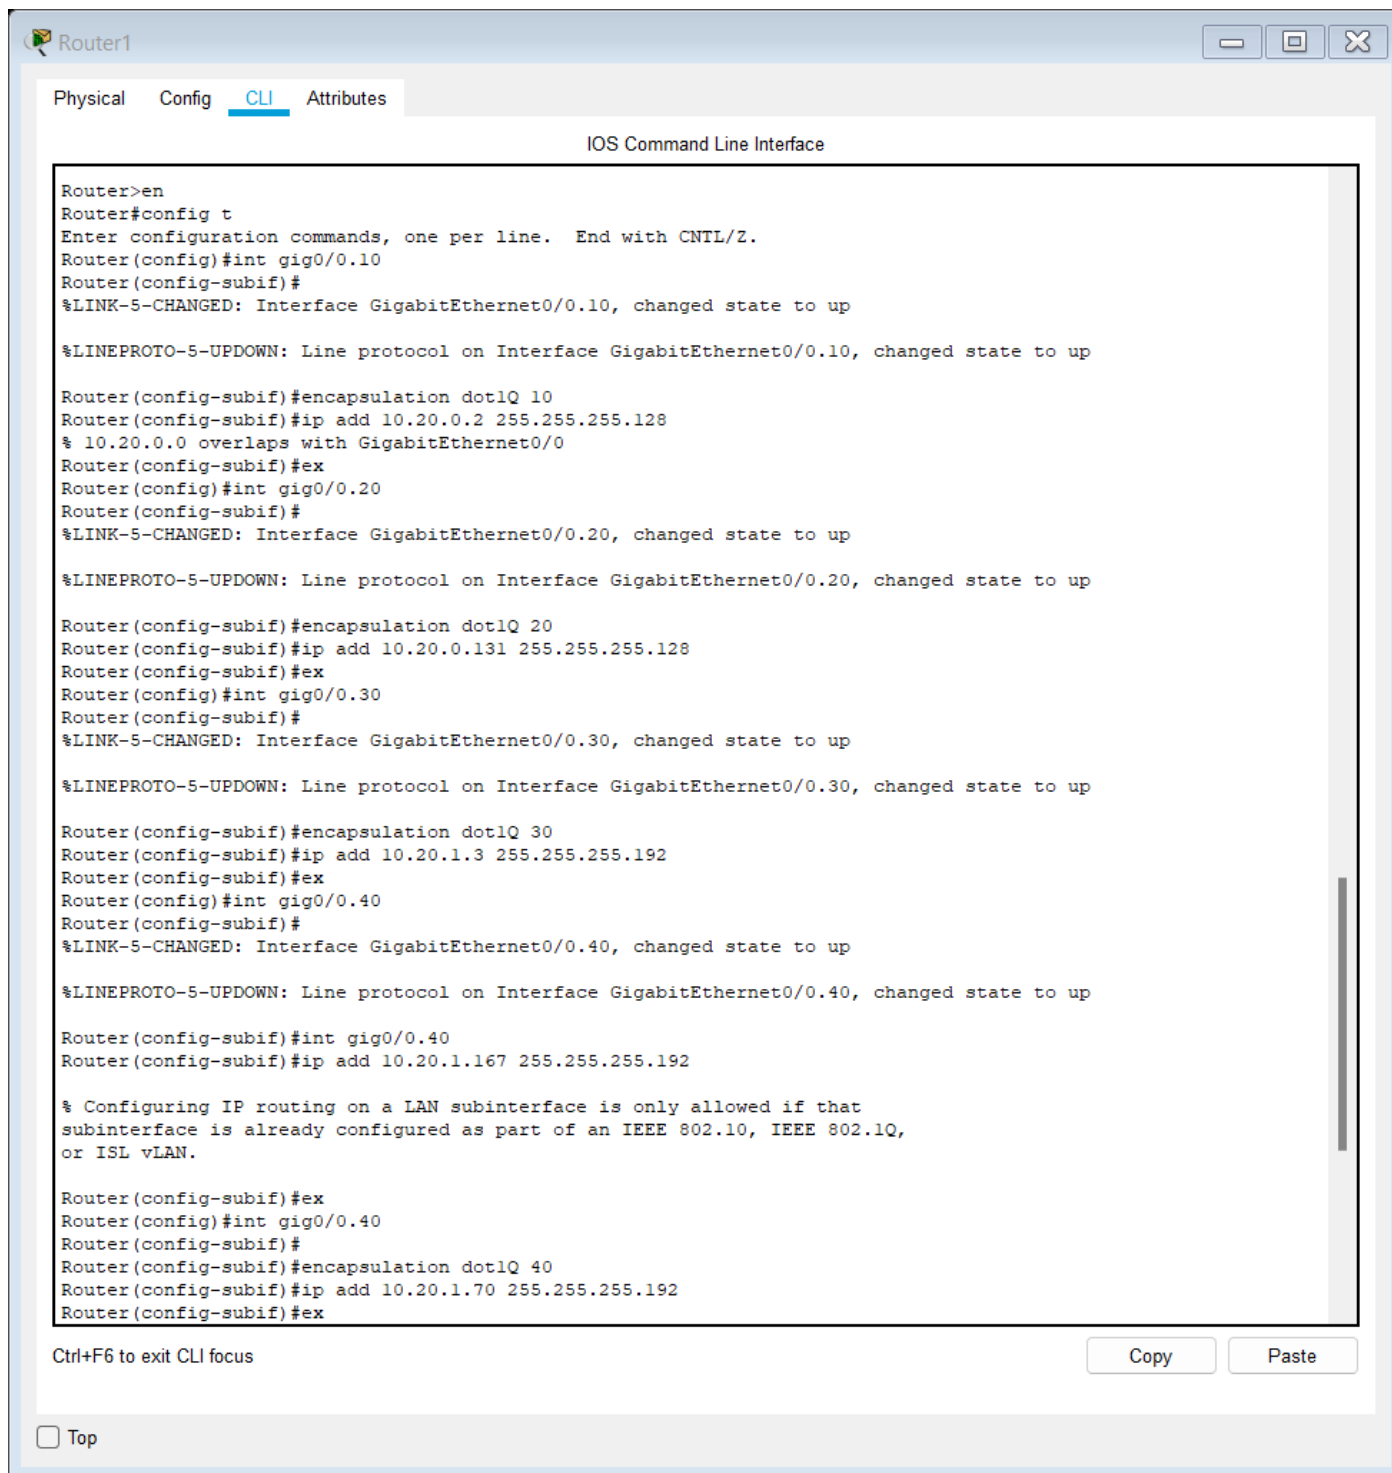 Router1
Physical Config CLI Attributes
IOS Command Line Interface
Router>en
Router#config t
Enter configuration commands, one per line.  End with CNTL/Z.
Router(config)#int gig0/0.10
Router(config-subif)#
%LINK-5-CHANGED: Interface GigabitEthernet0/0.10, changed state to up
%LINEPROTO-5-UPDOWN: Line protocol on Interface GigabitEthernet0/0.10, changed state to up
Router(config-subif)#encapsulation dot1Q 10
Router(config-subif)#ip add 10.20.0.2 255.255.255.128
% 10.20.0.0 overlaps with GigabitEthernet0/0
Router(config-subif)#ex
Router(config)#int gig0/0.20
Router(config-subif)#
%LINK-5-CHANGED: Interface GigabitEthernet0/0.20, changed state to up
%LINEPROTO-5-UPDOWN: Line protocol on Interface GigabitEthernet0/0.20, changed state to up
Router(config-subif)#encapsulation dot1Q 20
Router(config-subif)#ip add 10.20.0.131 255.255.255.128
Router(config-subif)#ex
Router(config)#int gig0/0.30
Router(config-subif)#
%LINK-5-CHANGED: Interface GigabitEthernet0/0.30, changed state to up
%LINEPROTO-5-UPDOWN: Line protocol on Interface GigabitEthernet0/0.30, changed state to up
Router(config-subif)#encapsulation dot1Q 30
Router(config-subif)#ip add 10.20.1.3 255.255.255.192
Router(config-subif)#ex
Router(config)#int gig0/0.40
Router(config-subif)#
%LINK-5-CHANGED: Interface GigabitEthernet0/0.40, changed state to up
%LINEPROTO-5-UPDOWN: Line protocol on Interface GigabitEthernet0/0.40, changed state to up
Router(config-subif)#int gig0/0.40
Router(config-subif)#ip add 10.20.1.167 255.255.255.192
% Configuring IP routing on a LAN subinterface is only allowed if that
subinterface is already configured as part of an IEEE 802.10, IEEE 802.1Q,
or ISL vLAN.
Router(config-subif)#ex
Router(config)#int gig0/0.40
Router(config-subif)#
Router(config-subif)#encapsulation dot1Q 40
Router(config-subif)#ip add 10.20.1.70 255.255.255.192
Router(config-subif)#ex
Ctrl+F6 to exit CLI focus
Copy Paste
Top